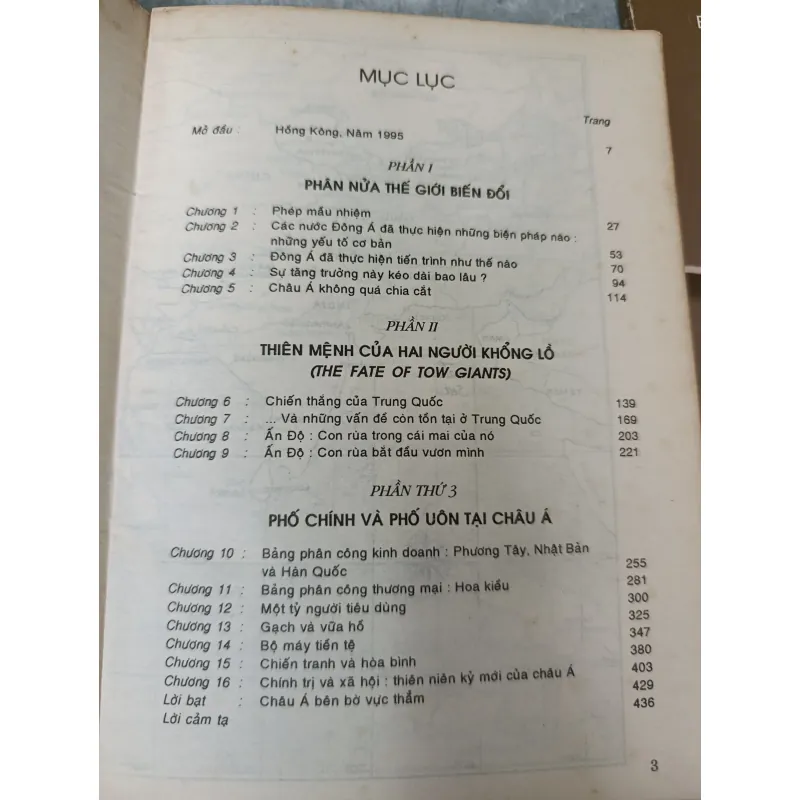 MỤC LỤC
Trang
Mở đầu : Hồng Kông, Năm 1995 7
PHẦN I
PHÂN NỬA THẾ GIỚI BIẾN ĐỔI
Chương 1 : Phép mầu nhiệm 27
Chương 2 : Các nước Đông Á đã thực hiện những biện pháp nào :
những yếu tố cơ bản 53
Chương 3 : Đông Á đã thực hiện tiến trình như thế nào 70
Chương 4 : Sự tăng trưởng này kéo dài bao lâu ? 94
Chương 5 : Châu Á không quá chia cắt 114
PHẦN II
THIÊN MỆNH CỦA HAI NGƯỜI KHỔNG LỒ
(THE FATE OF TOW GIANTS)
Chương 6 : Chiến thắng của Trung Quốc 139
Chương 7 : ... Và những vấn đề còn tồn tại ở Trung Quốc 169
Chương 8 : Ấn Độ : Con rùa trong cái mai của nó 203
Chương 9 : Ấn Độ : Con rùa bắt đầu vươn mình 221
PHẦN THỨ 3
PHỐ CHÍNH VÀ PHỐ UÔN TẠI CHÂU Á
Chương 10 : Bảng phân công kinh doanh : Phương Tây, Nhật Bản
và Hàn Quốc 255
Chương 11 : Bảng phân công thương mại : Hoa kiều 281
Chương 12 : Một tỷ người tiêu dùng 300
Chương 13 : Gạch và vữa hồ 325
Chương 14 : Bộ máy tiền tệ 347
Chương 15 : Chiến tranh và hòa bình 380
Chương 16 : Chính trị và xã hội : thiên niên kỷ mới của châu Á 403
Lời bạt : Châu Á bên bờ vực thẳm 429
Lời cảm tạ 436
3